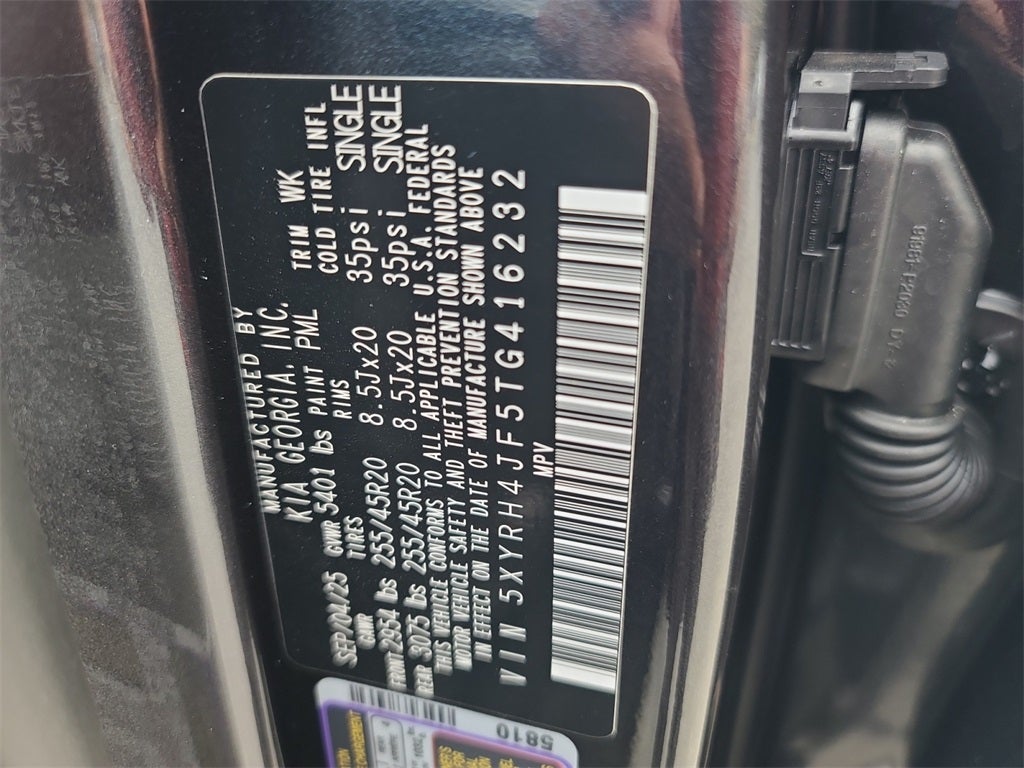 MANUFACTURED BY
KIA GEORGIA, INC.
SEP/04/25 GVWR 5401 lbs PAINT PML TRIM WK
GAWR TIRES RIMS COLD TIRE INFL
FRNT 2954 lbs 255/45R20 8.5Jx20 35psi SINGLE
REAR 3075 lbs 255/45R20 8.5Jx20 35psi SINGLE
THIS VEHICLE CONFORMS TO ALL APPLICABLE U.S.A. FEDERAL
MOTOR VEHICLE SAFETY AND THEFT PREVENTION STANDARDS
IN EFFECT ON THE DATE OF MANUFACTURE SHOWN ABOVE
VIN 5XYRH4JF5TG416232
MPV
5810